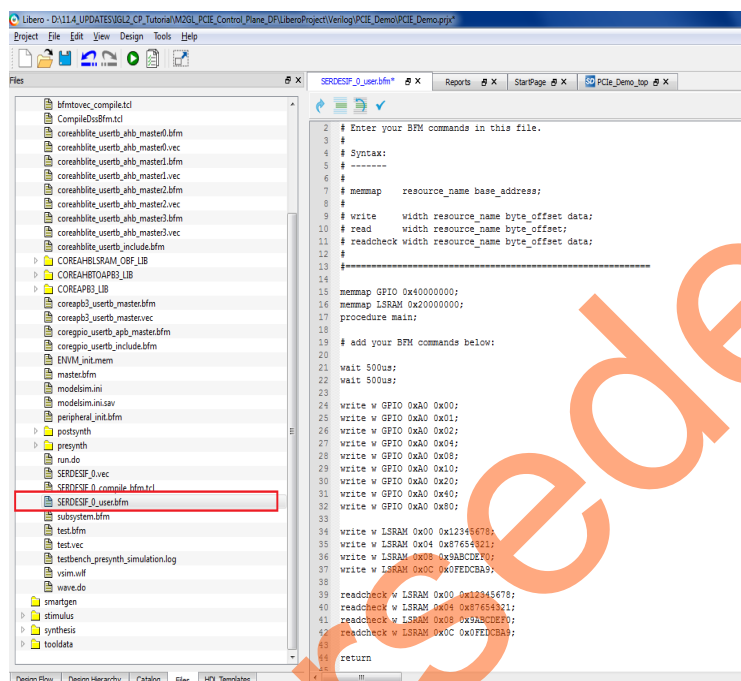 Libero - D:\11.4_UPDATES\IGL2_CP_Tutorial\M2GL_PCIE_Control_Plane_DF\LiberoProject\Verilog\PCIE_Demo\PCIE_Demo.prjx*
Project File Edit View Design Tools Help
Files
SERDESIF_0_user.bfm* Reports StartPage PCIe_Demo_top
bfmtovec_compile.tcl
CompileDssBfm.tcl
coreahblite_usertb_ahb_master0.bfm
coreahblite_usertb_ahb_master0.vec
coreahblite_usertb_ahb_master1.bfm
coreahblite_usertb_ahb_master1.vec
coreahblite_usertb_ahb_master2.bfm
coreahblite_usertb_ahb_master2.vec
coreahblite_usertb_ahb_master3.bfm
coreahblite_usertb_ahb_master3.vec
coreahblite_usertb_include.bfm
COREAHBLSRAM_OBF_LIB
COREAHBTOAPB3_LIB
COREAPB3_LIB
coreapb3_usertb_master.bfm
coreapb3_usertb_master.vec
coregpio_usertb_apb_master.bfm
coregpio_usertb_include.bfm
ENVM_init.mem
master.bfm
modelsim.ini
modelsim.ini.sav
peripheral_init.bfm
postsynth
presynth
run.do
SERDESIF_0.vec
SERDESIF_0_compile_bfm.tcl
SERDESIF_0_user.bfm
subsystem.bfm
test.bfm
test.vec
testbench_presynth_simulation.log
vsim.wlf
wave.do
smartgen
stimulus
synthesis
tooldata
Design Flow Design Hierarchy Catalog Files HDL Templates
2 # Enter your BFM commands in this file.
3 #
4 # Syntax:
5 # -------
6 #
7 # memmap resource_name base_address;
8 #
9 # write width resource_name byte_offset data;
10 # read width resource_name byte_offset;
11 # readcheck width resource_name byte_offset data;
12 #
13 #===========================================================
14
15 memmap GPIO 0x40000000;
16 memmap LSRAM 0x20000000;
17 procedure main;
18
19 # add your BFM commands below:
20
21 wait 500us;
22 wait 500us;
23
24 write w GPIO 0xA0 0x00;
25 write w GPIO 0xA0 0x01;
26 write w GPIO 0xA0 0x02;
27 write w GPIO 0xA0 0x04;
28 write w GPIO 0xA0 0x08;
29 write w GPIO 0xA0 0x10;
30 write w GPIO 0xA0 0x20;
31 write w GPIO 0xA0 0x40;
32 write w GPIO 0xA0 0x80;
33
34 write w LSRAM 0x00 0x12345678;
35 write w LSRAM 0x04 0x87654321;
36 write w LSRAM 0x08 0x9ABCDEF0;
37 write w LSRAM 0x0C 0x0FEDCBA9;
38
39 readcheck w LSRAM 0x00 0x12345678;
40 readcheck w LSRAM 0x04 0x87654321;
41 readcheck w LSRAM 0x08 0x9ABCDEF0;
42 readcheck w LSRAM 0x0C 0x0FEDCBA9;
43
44 return
45
rsede